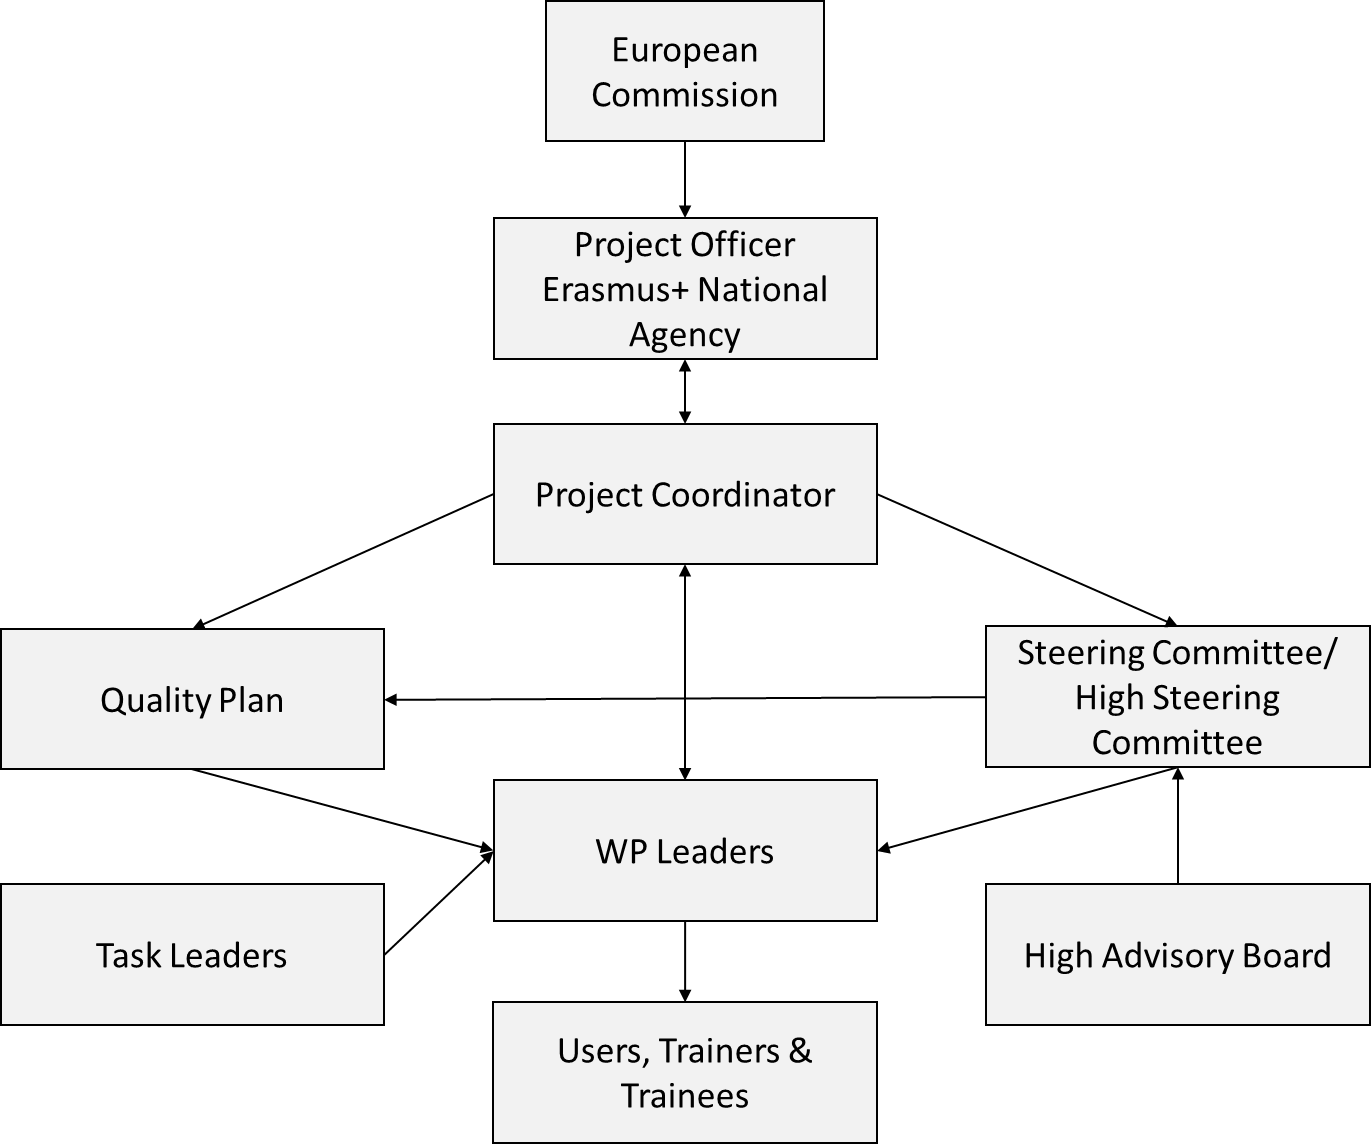 European
Commission
Project Officer
Erasmus+ National
Agency
Project Coordinator
Quality Plan
Steering Committee/
High Steering
Committee
WP Leaders
Task Leaders
High Advisory Board
Users, Trainers &
Trainees